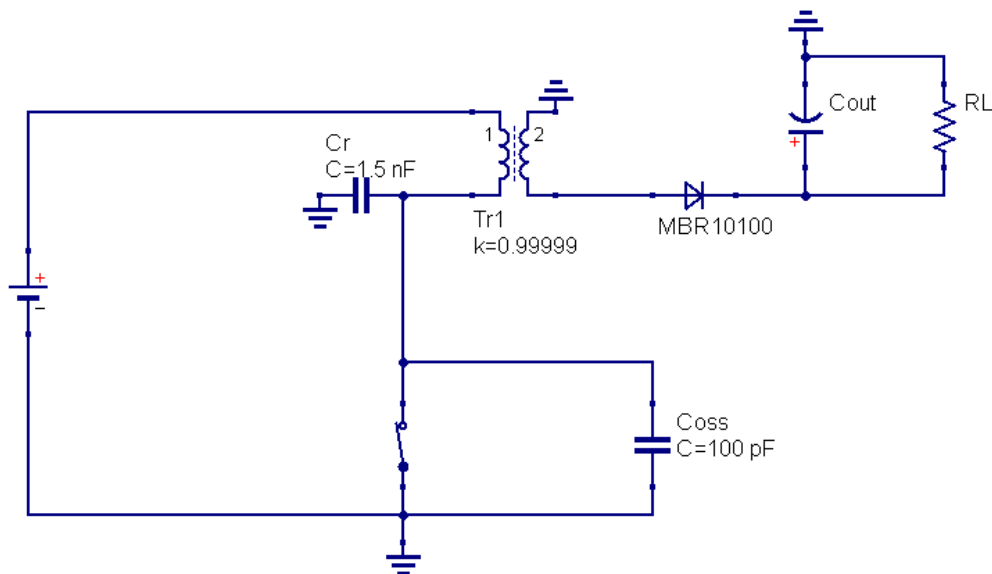 Cout
RL
+
1
2
Cr
C=1.5 nF
Tr1
k=0.99999
MBR10100
+
–
Coss
C=100 pF